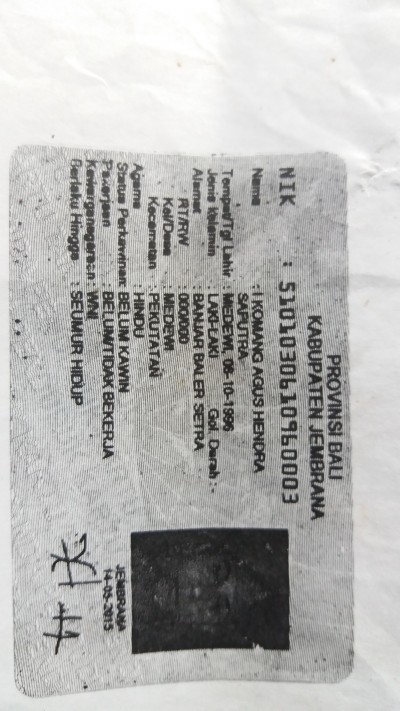 PROVINSI BALI
KABUPATEN JEMBRANA
NIK : 5101030610960003
Nama : I KOMANG AGUS HENDRA
SAPUTRA
Tempat/Tgl Lahir : MEDEWI, 06-10-1996
Jenis Kelamin : LAKI-LAKI Gol. Darah : -
Alamat : BANJAR BALER SETRA
RT/RW : 000/000
Kel/Desa : MEDEWI
Kecamatan : PEKUTATAN
Agama : HINDU
Status Perkawinan: BELUM KAWIN
Pekerjaan : BELUM/TIDAK BEKERJA
Kewarganegaraan: WNI
Berlaku Hingga : SEUMUR HIDUP
JEMBRANA
14-05-2015